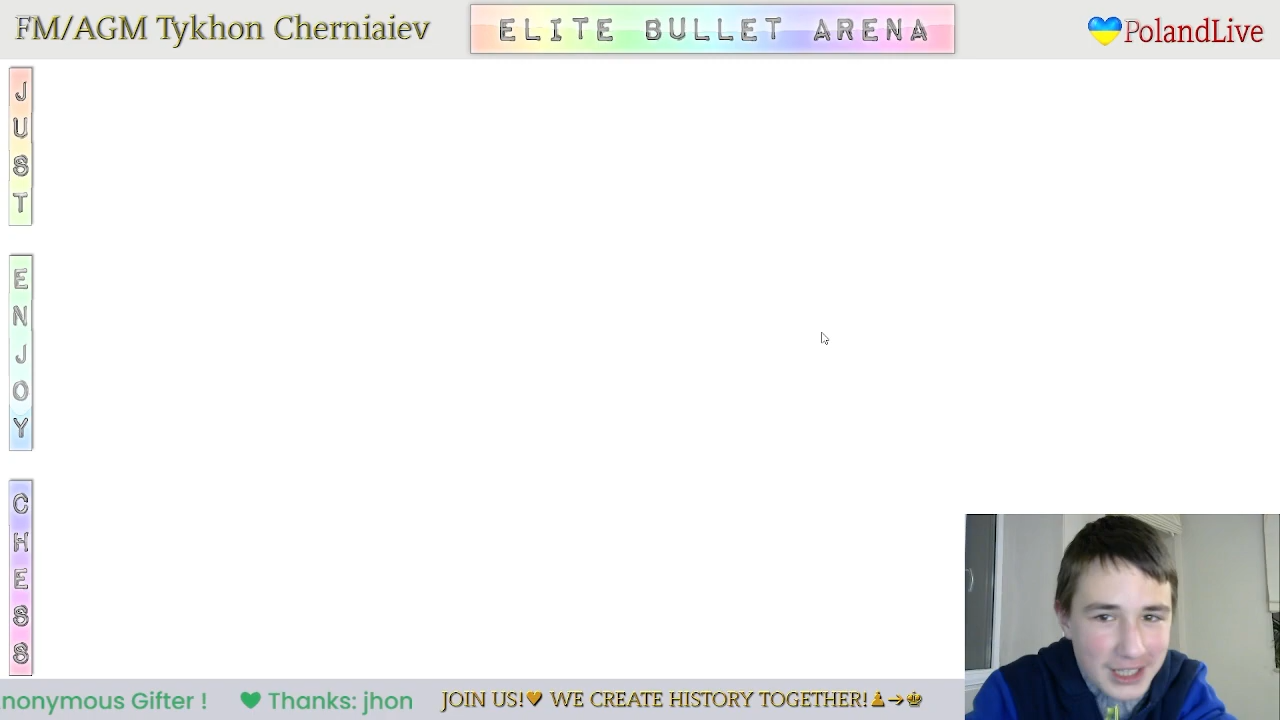 FM/AGM Tykhon Cherniaiev
ELITE BULLET ARENA
PolandLive
JUST
ENJOY
CHESS
nonymous Gifter !
Thanks: jhon
JOIN US!🧡 WE CREATE HISTORY TOGETHER!♟➔♚